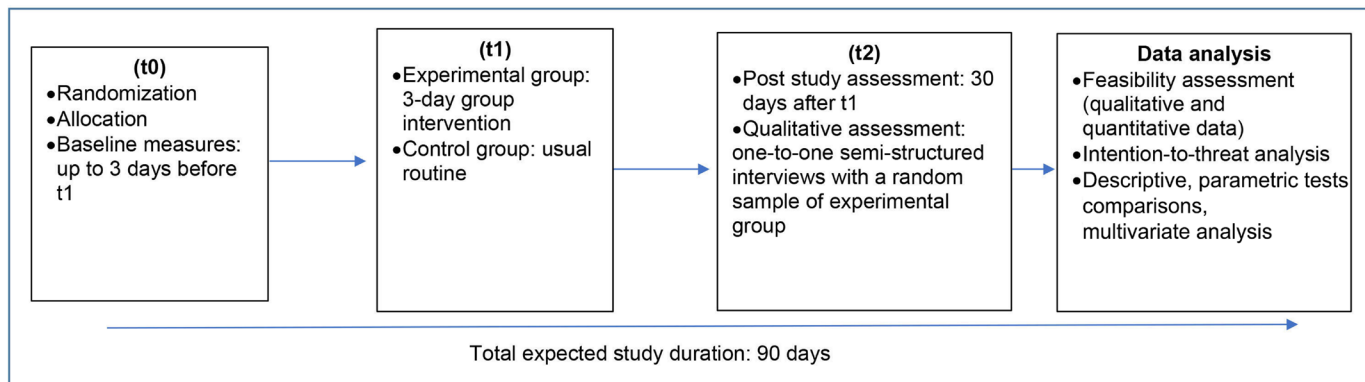 (t0)
•Randomization
•Allocation
•Baseline measures:
up to 3 days before
t1
(t1)
•Experimental group:
3-day group
intervention
•Control group: usual
routine
(t2)
•Post study assessment: 30
days after t1
•Qualitative assessment:
one-to-one semi-structured
interviews with a random
sample of experimental
group
Data analysis
•Feasibility assessment
(qualitative and
quantitative data)
•Intention-to-threat analysis
•Descriptive, parametric tests
comparisons,
multivariate analysis
Total expected study duration: 90 days